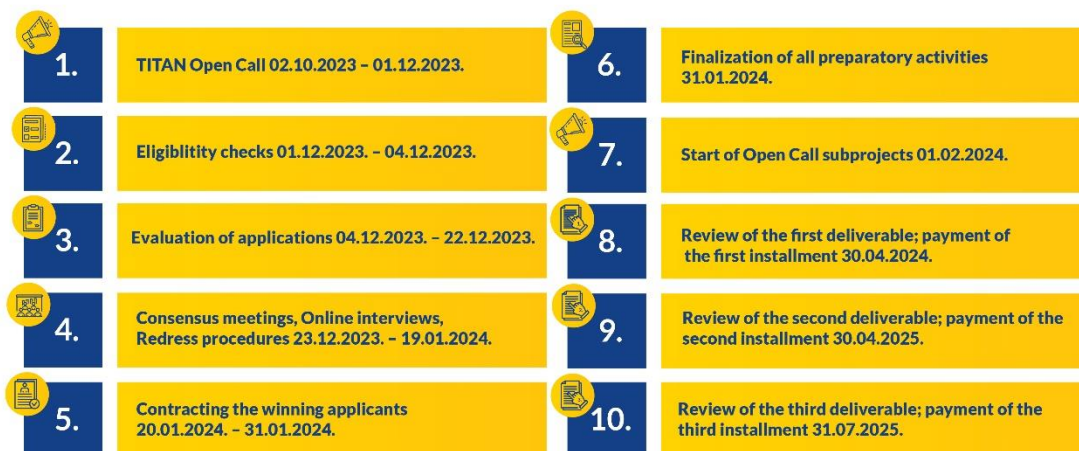 1.
TITAN Open Call 02.10.2023 – 01.12.2023.
2.
Eligiblitity checks 01.12.2023. – 04.12.2023.
3.
Evaluation of applications 04.12.2023. – 22.12.2023.
4.
Consensus meetings, Online interviews,
Redress procedures 23.12.2023. – 19.01.2024.
5.
Contracting the winning applicants
20.01.2024. – 31.01.2024.
6.
Finalization of all preparatory activities
31.01.2024.
7.
Start of Open Call subprojects 01.02.2024.
8.
Review of the first deliverable; payment of
the first installment 30.04.2024.
9.
Review of the second deliverable; payment of the
second installment 30.04.2025.
10.
Review of the third deliverable; payment of the
third installment 31.07.2025.